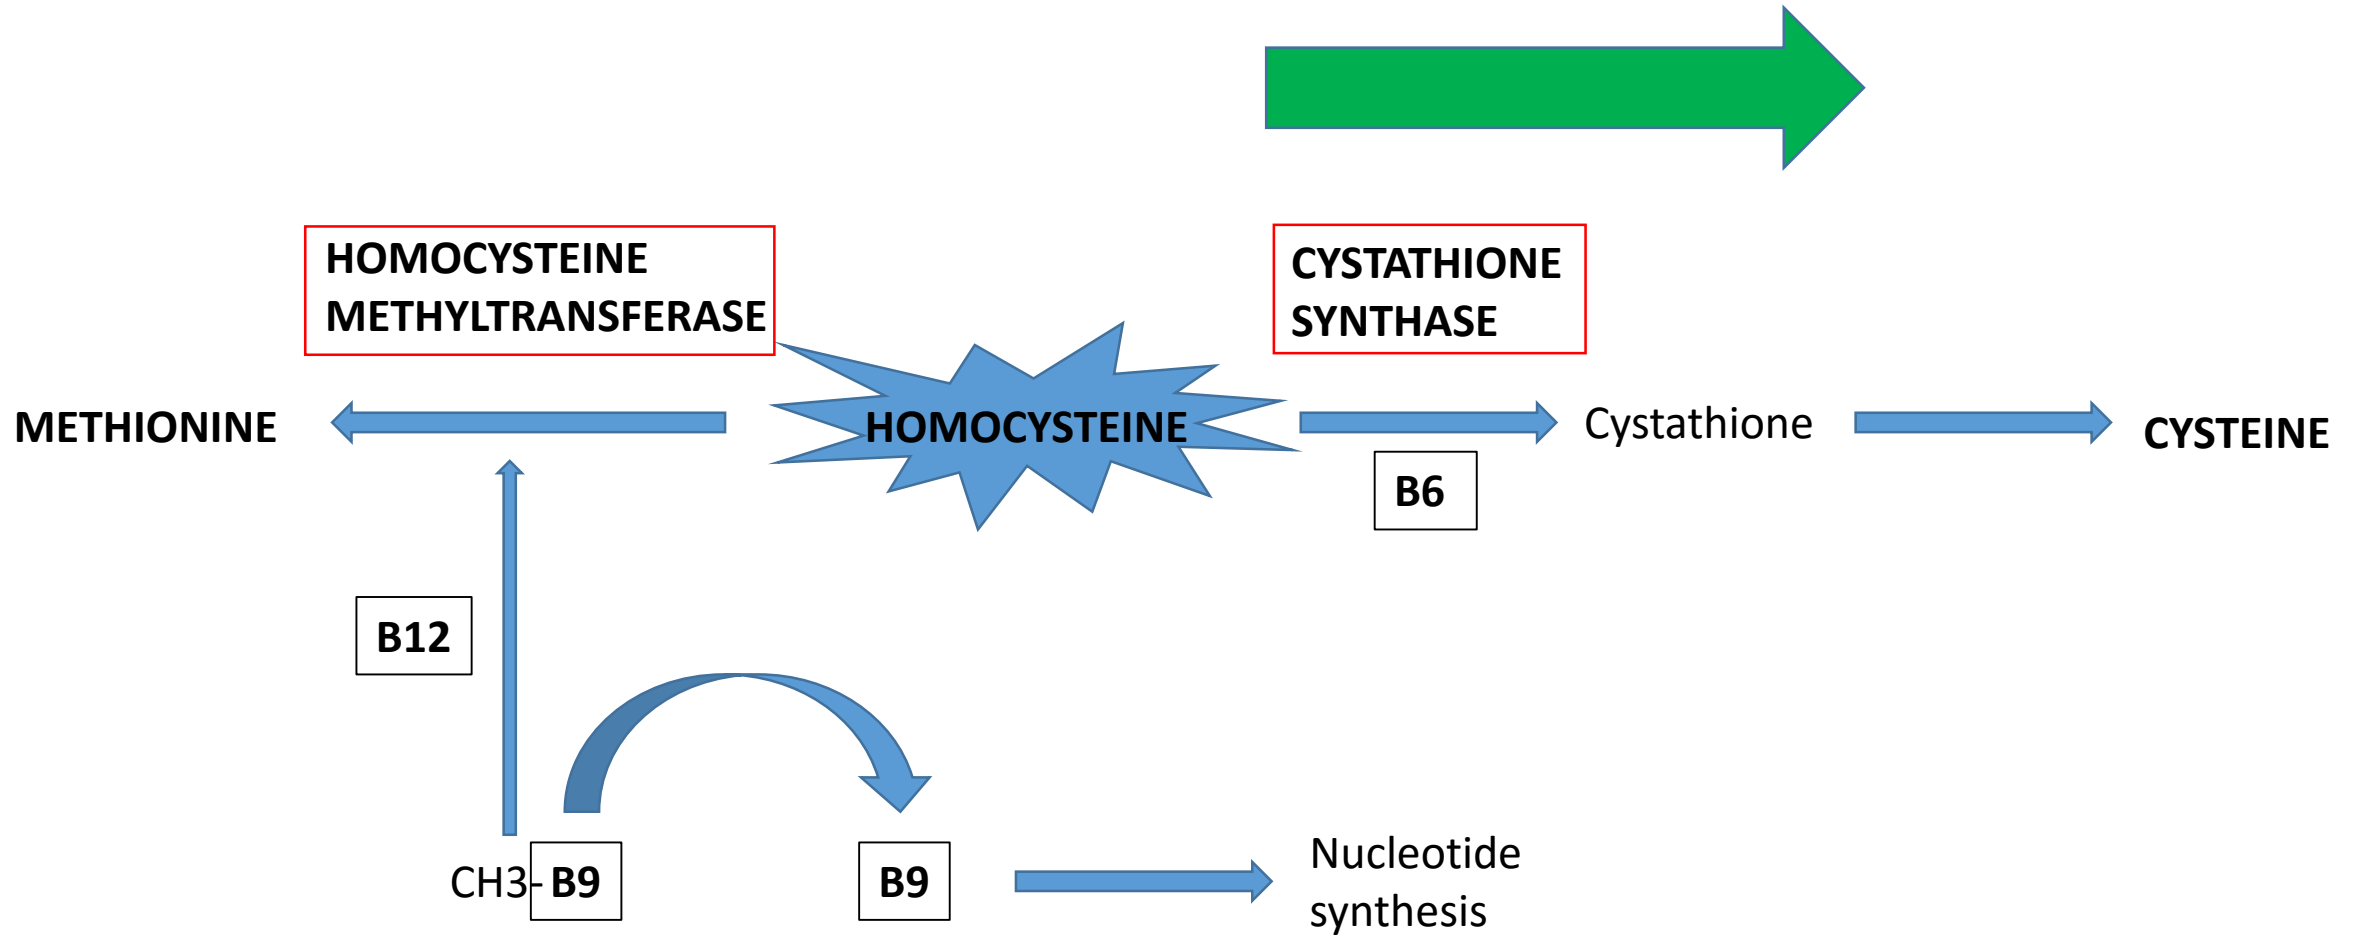 HOMOCYSTEINE
METHYLTRANSFERASE
CYSTATHIONE
SYNTHASE
METHIONINE
HOMOCYSTEINE
Cystathione
CYSTEINE
B6
B12
CH3-B9
B9
Nucleotide
synthesis